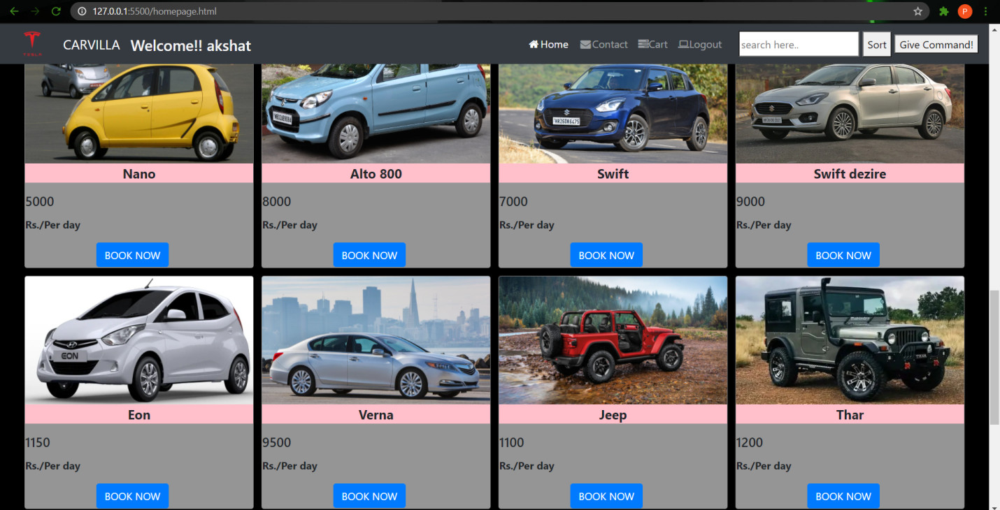 127.0.0.1:5500/homepage.html
P
TESLA
CARVILLA Welcome!! akshat
Home Contact Cart Logout search here.. Sort Give Command!
Nano Alto 800 Swift Swift dezire
5000 8000 7000 9000
Rs./Per day Rs./Per day Rs./Per day Rs./Per day
BOOK NOW BOOK NOW BOOK NOW BOOK NOW
EON
Mahindra
THAR
Eon Verna Jeep Thar
1150 9500 1100 1200
Rs./Per day Rs./Per day Rs./Per day Rs./Per day
BOOK NOW BOOK NOW BOOK NOW BOOK NOW